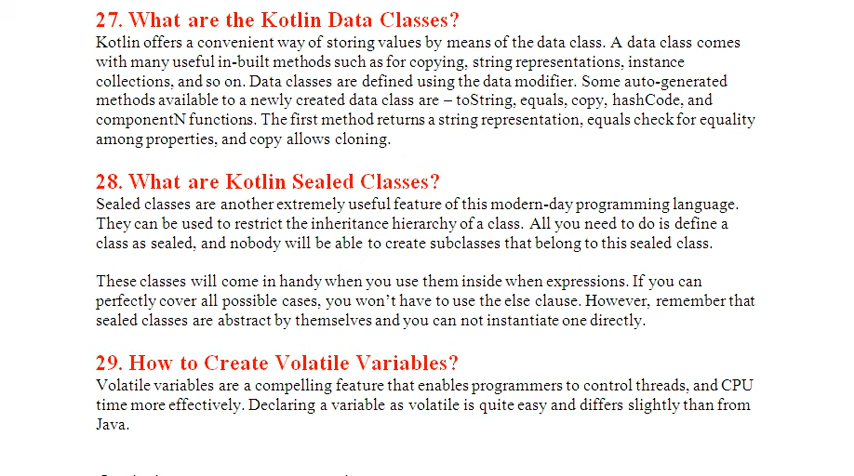 27. What are the Kotlin Data Classes?
Kotlin offers a convenient way of storing values by means of the data class. A data class comes
with many useful in-built methods such as for copying, string representations, instance
collections, and so on. Data classes are defined using the data modifier. Some auto-generated
methods available to a newly created data class are – toString, equals, copy, hashCode, and
componentN functions. The first method returns a string representation, equals check for equality
among properties, and copy allows cloning.
28. What are Kotlin Sealed Classes?
Sealed classes are another extremely useful feature of this modern-day programming language.
They can be used to restrict the inheritance hierarchy of a class. All you need to do is define a
class as sealed, and nobody will be able to create subclasses that belong to this sealed class.
These classes will come in handy when you use them inside when expressions. If you can
perfectly cover all possible cases, you won’t have to use the else clause. However, remember that
sealed classes are abstract by themselves and you can not instantiate one directly.
29. How to Create Volatile Variables?
Volatile variables are a compelling feature that enables programmers to control threads, and CPU
time more effectively. Declaring a variable as volatile is quite easy and differs slightly than from
Java.